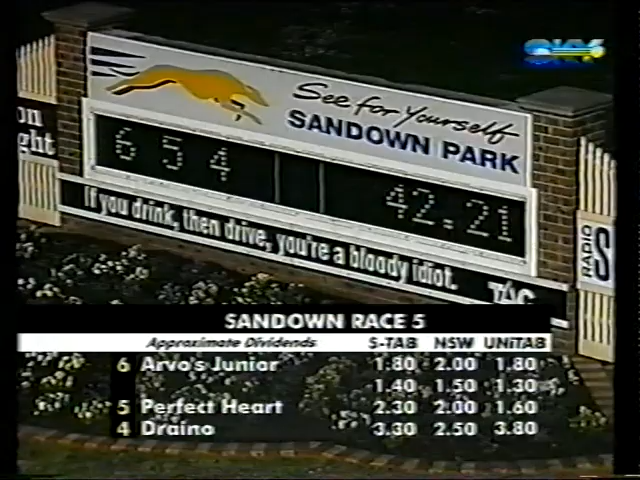 SKY
See for Yourself
SANDOWN PARK
on
ght
6 5 4 42.21
If you drink, then drive, you're a bloody idiot.
TAC
RADIO
S
SANDOWN RACE 5
Approximate Dividends S-TAB NSW UNITAB
6 Arvo's Junior 1.80 2.00 1.80
1.40 1.50 1.30
5 Perfect Heart 2.30 2.00 1.60
4 Draino 3.30 2.50 3.80